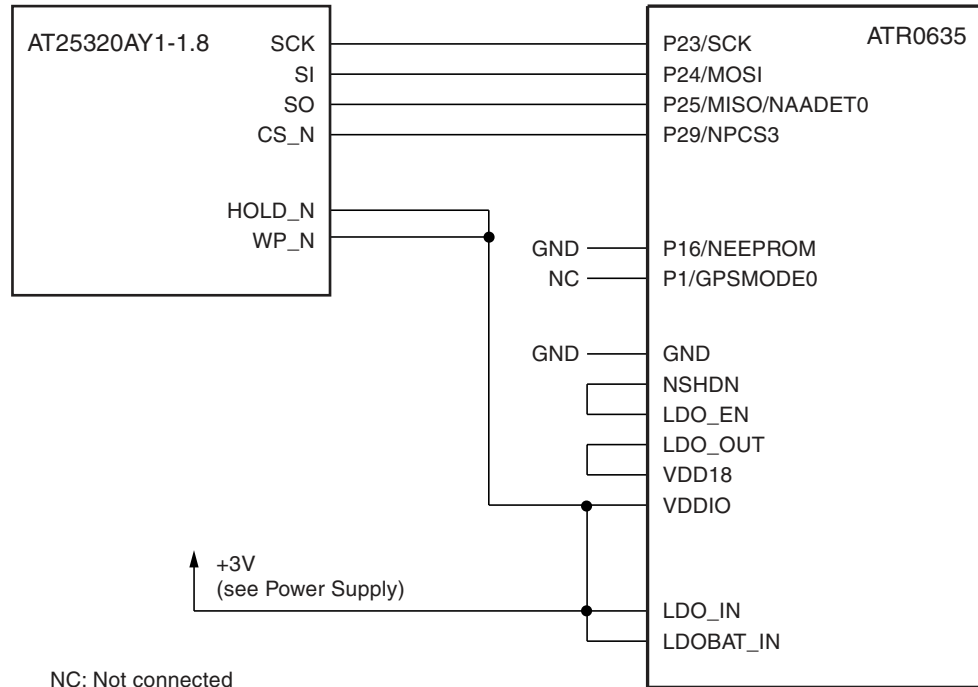 AT25320AY1-1.8
SCK
SI
SO
CS_N
HOLD_N
WP_N
ATR0635
P23/SCK
P24/MOSI
P25/MISO/NAADET0
P29/NPCS3
GND
P16/NEEPROM
NC
P1/GPSMODE0
GND
GND
NSHDN
LDO_EN
LDO_OUT
VDD18
VDDIO
+3V
(see Power Supply)
LDO_IN
LDOBAT_IN
NC: Not connected